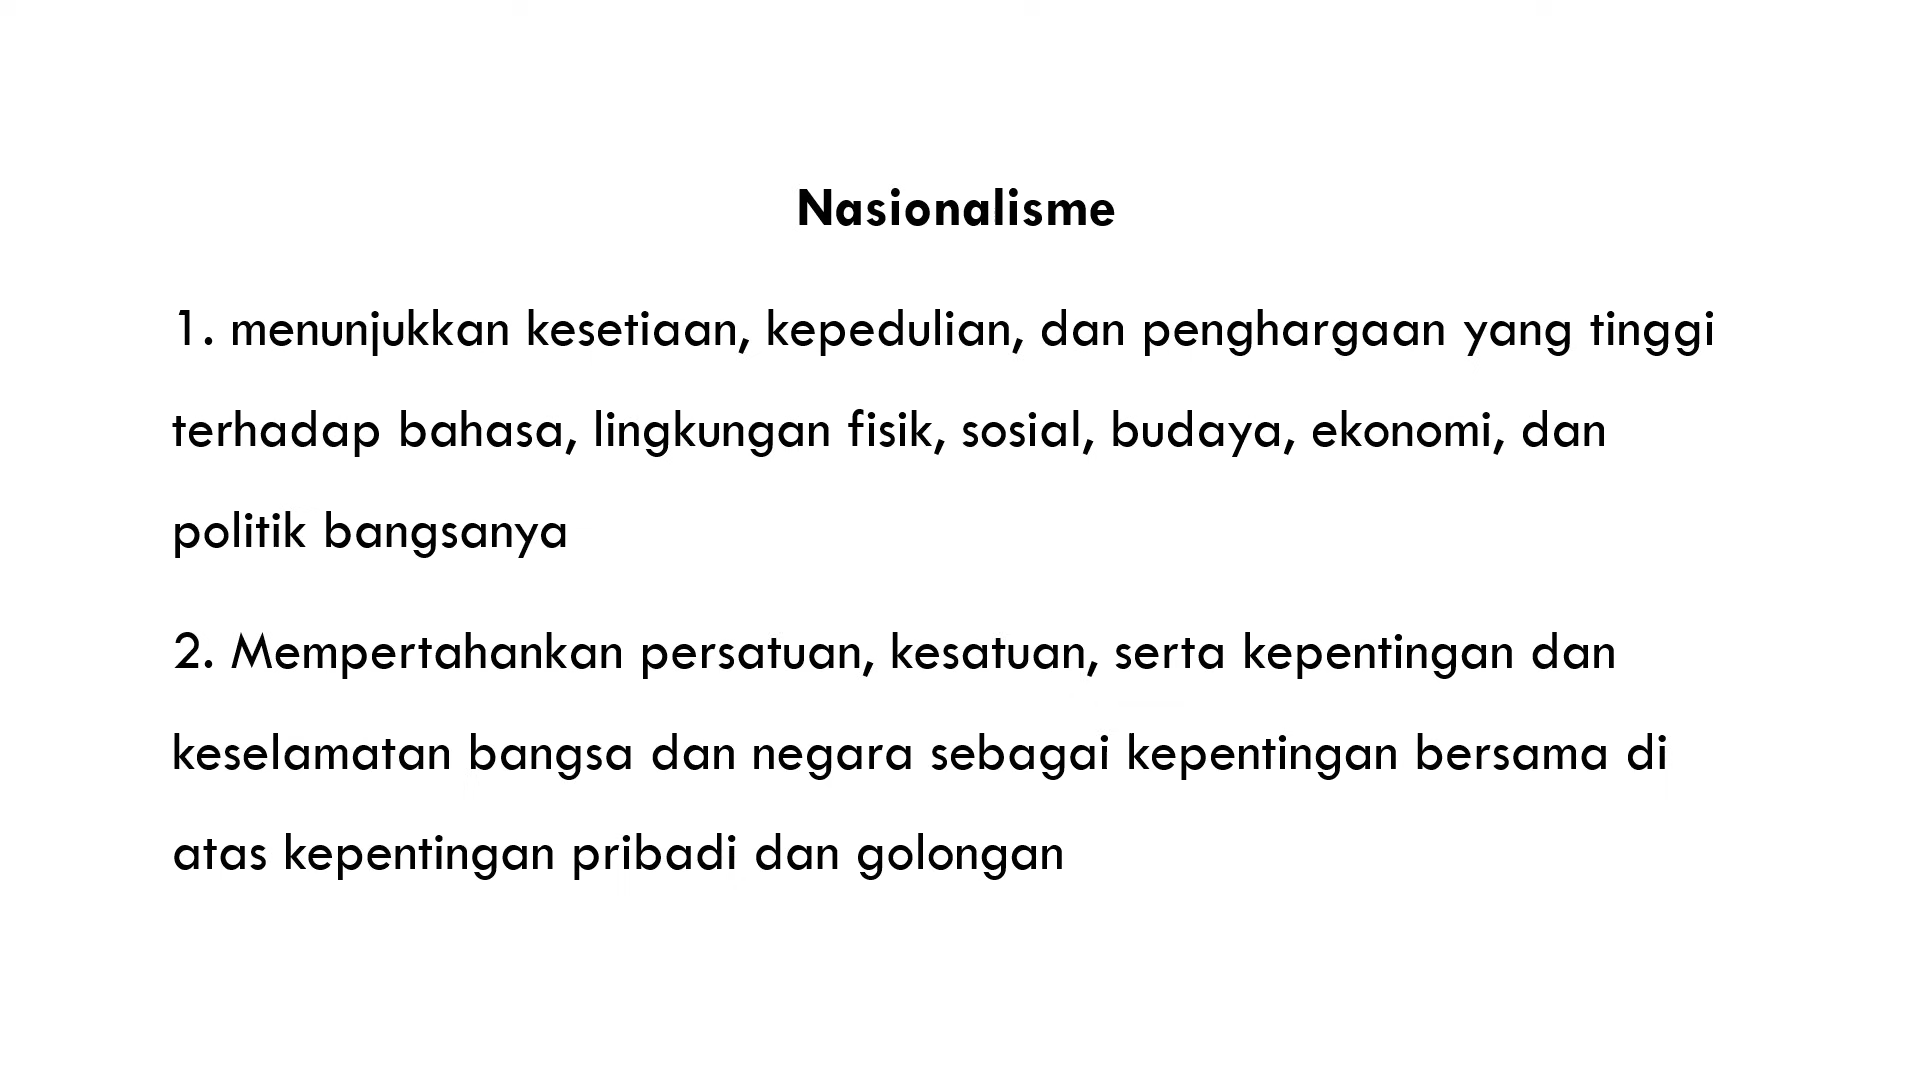 Nasionalisme
1. menunjukkan kesetiaan, kepedulian, dan penghargaan yang tinggi
terhadap bahasa, lingkungan fisik, sosial, budaya, ekonomi, dan
politik bangsanya
2. Mempertahankan persatuan, kesatuan, serta kepentingan dan
keselamatan bangsa dan negara sebagai kepentingan bersama di
atas kepentingan pribadi dan golongan